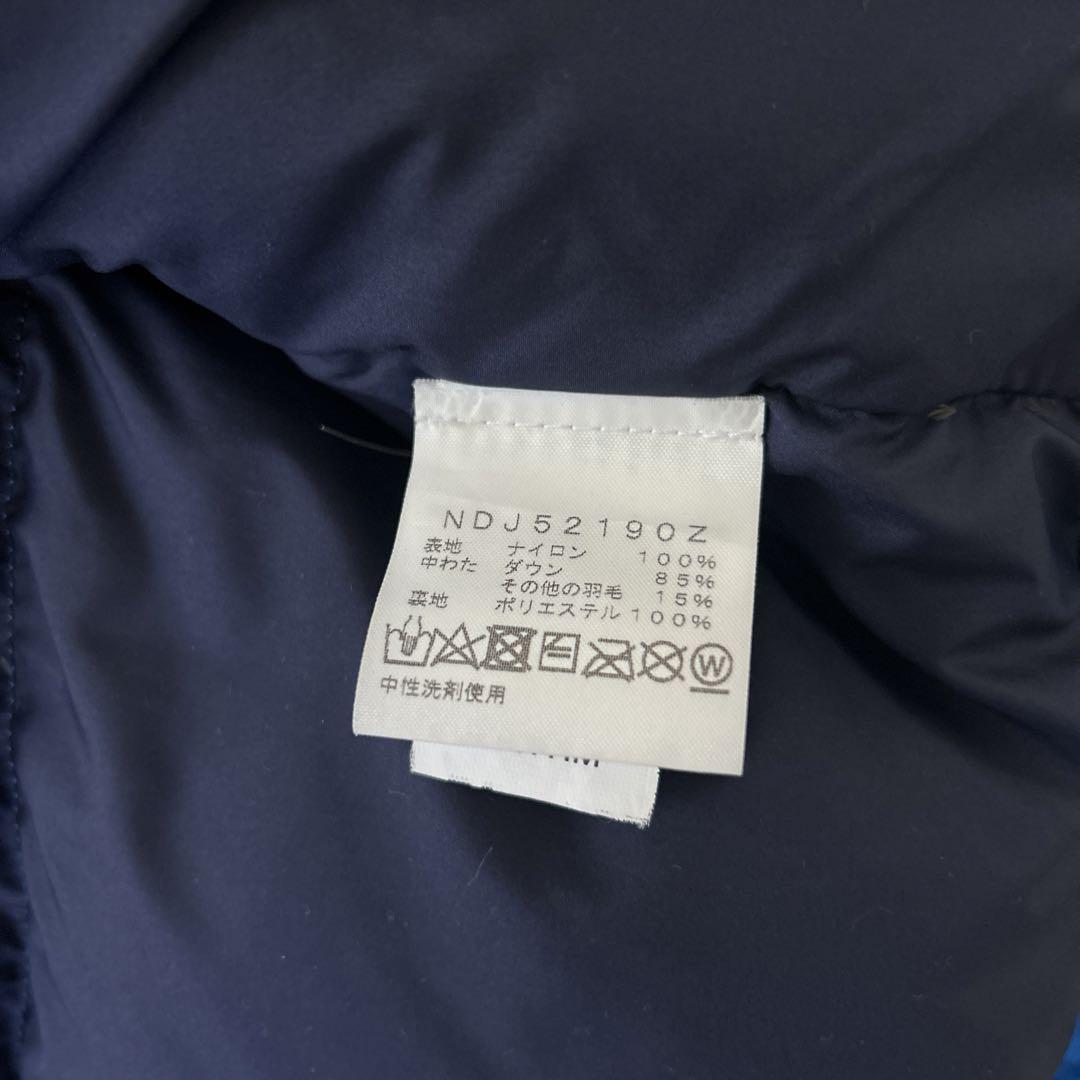 NDJ52190Z
表地 ナイロン 100%
中わた ダウン 85%
その他の羽毛 15%
裏地 ポリエステル 100%
W
中性洗剤使用